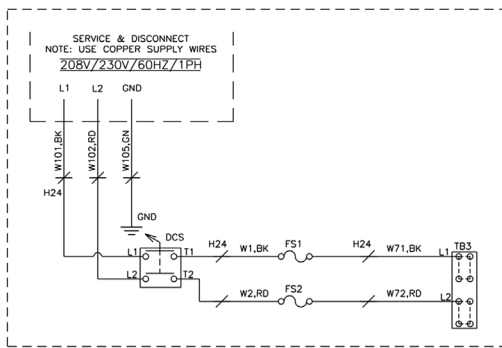 SERVICE & DISCONNECT
NOTE: USE COPPER SUPPLY WIRES
208V/230V/60HZ/1PH
L1 L2 GND
W101,BK W102,RD W105,GN
H24
GND
DCS
L1 T1 H24 W1,BK FS1 H24 W71,BK L1 TB3
L2 T2 W2,RD FS2 W72,RD L2